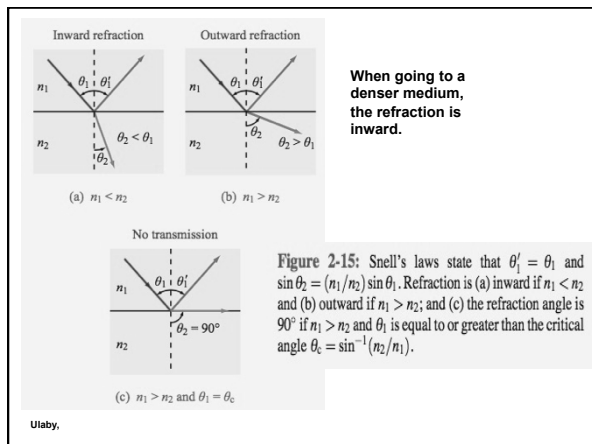 Inward refraction
θ₁ θ₁′
n₁
n₂
θ₂ < θ₁
θ₂
(a) n₁ < n₂
Outward refraction
θ₁ θ₁′
n₁
n₂
θ₂
θ₂ > θ₁
(b) n₁ > n₂
When going to a
denser medium,
the refraction is
inward.
No transmission
θ₁ θ₁′
n₁
n₂
θ₂ = 90°
(c) n₁ > n₂ and θ₁ = θc
Figure 2-15: Snell's laws state that θ₁′ = θ₁ and
sin θ₂ = (n₁/n₂) sin θ₁. Refraction is (a) inward if n₁ < n₂
and (b) outward if n₁ > n₂; and (c) the refraction angle is
90° if n₁ > n₂ and θ₁ is equal to or greater than the critical
angle θc = sin⁻¹(n₂/n₁).
Ulaby,